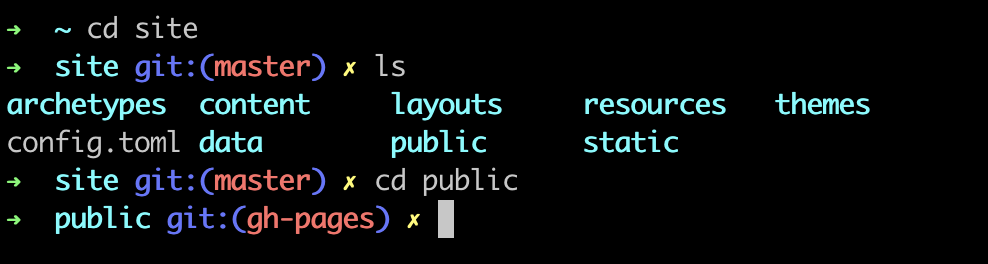 ➜ ~ cd site
➜ site git:(master) ✗ ls
archetypes content layouts resources themes
config.toml data public static
➜ site git:(master) ✗ cd public
➜ public git:(gh-pages) ✗